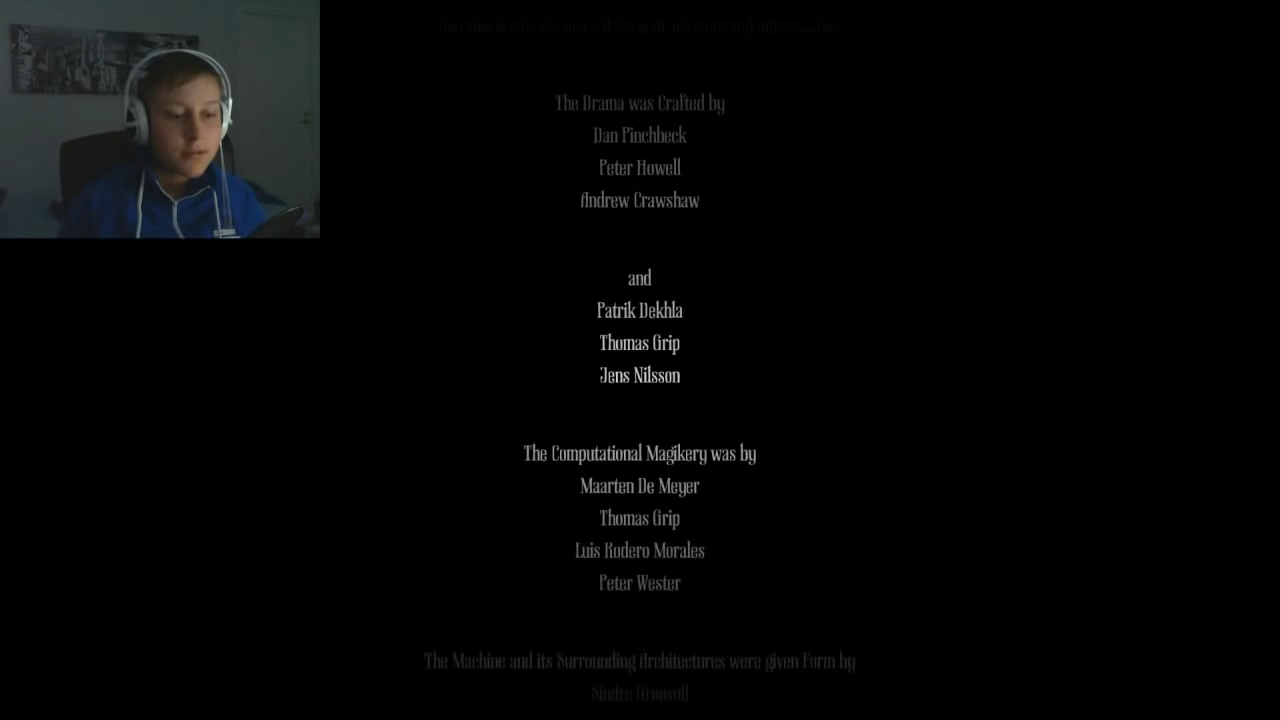 The Drama was Crafted by
Dan Pinchbeck
Peter Howell
Andrew Crawshaw
and
Patrik Dekhla
Thomas Grip
Jens Nilsson
The Computational Magikery was by
Maarten De Meyer
Thomas Grip
Luis Rodero Morales
Peter Wester
The Machine and its Surrounding Architectures were given Form by